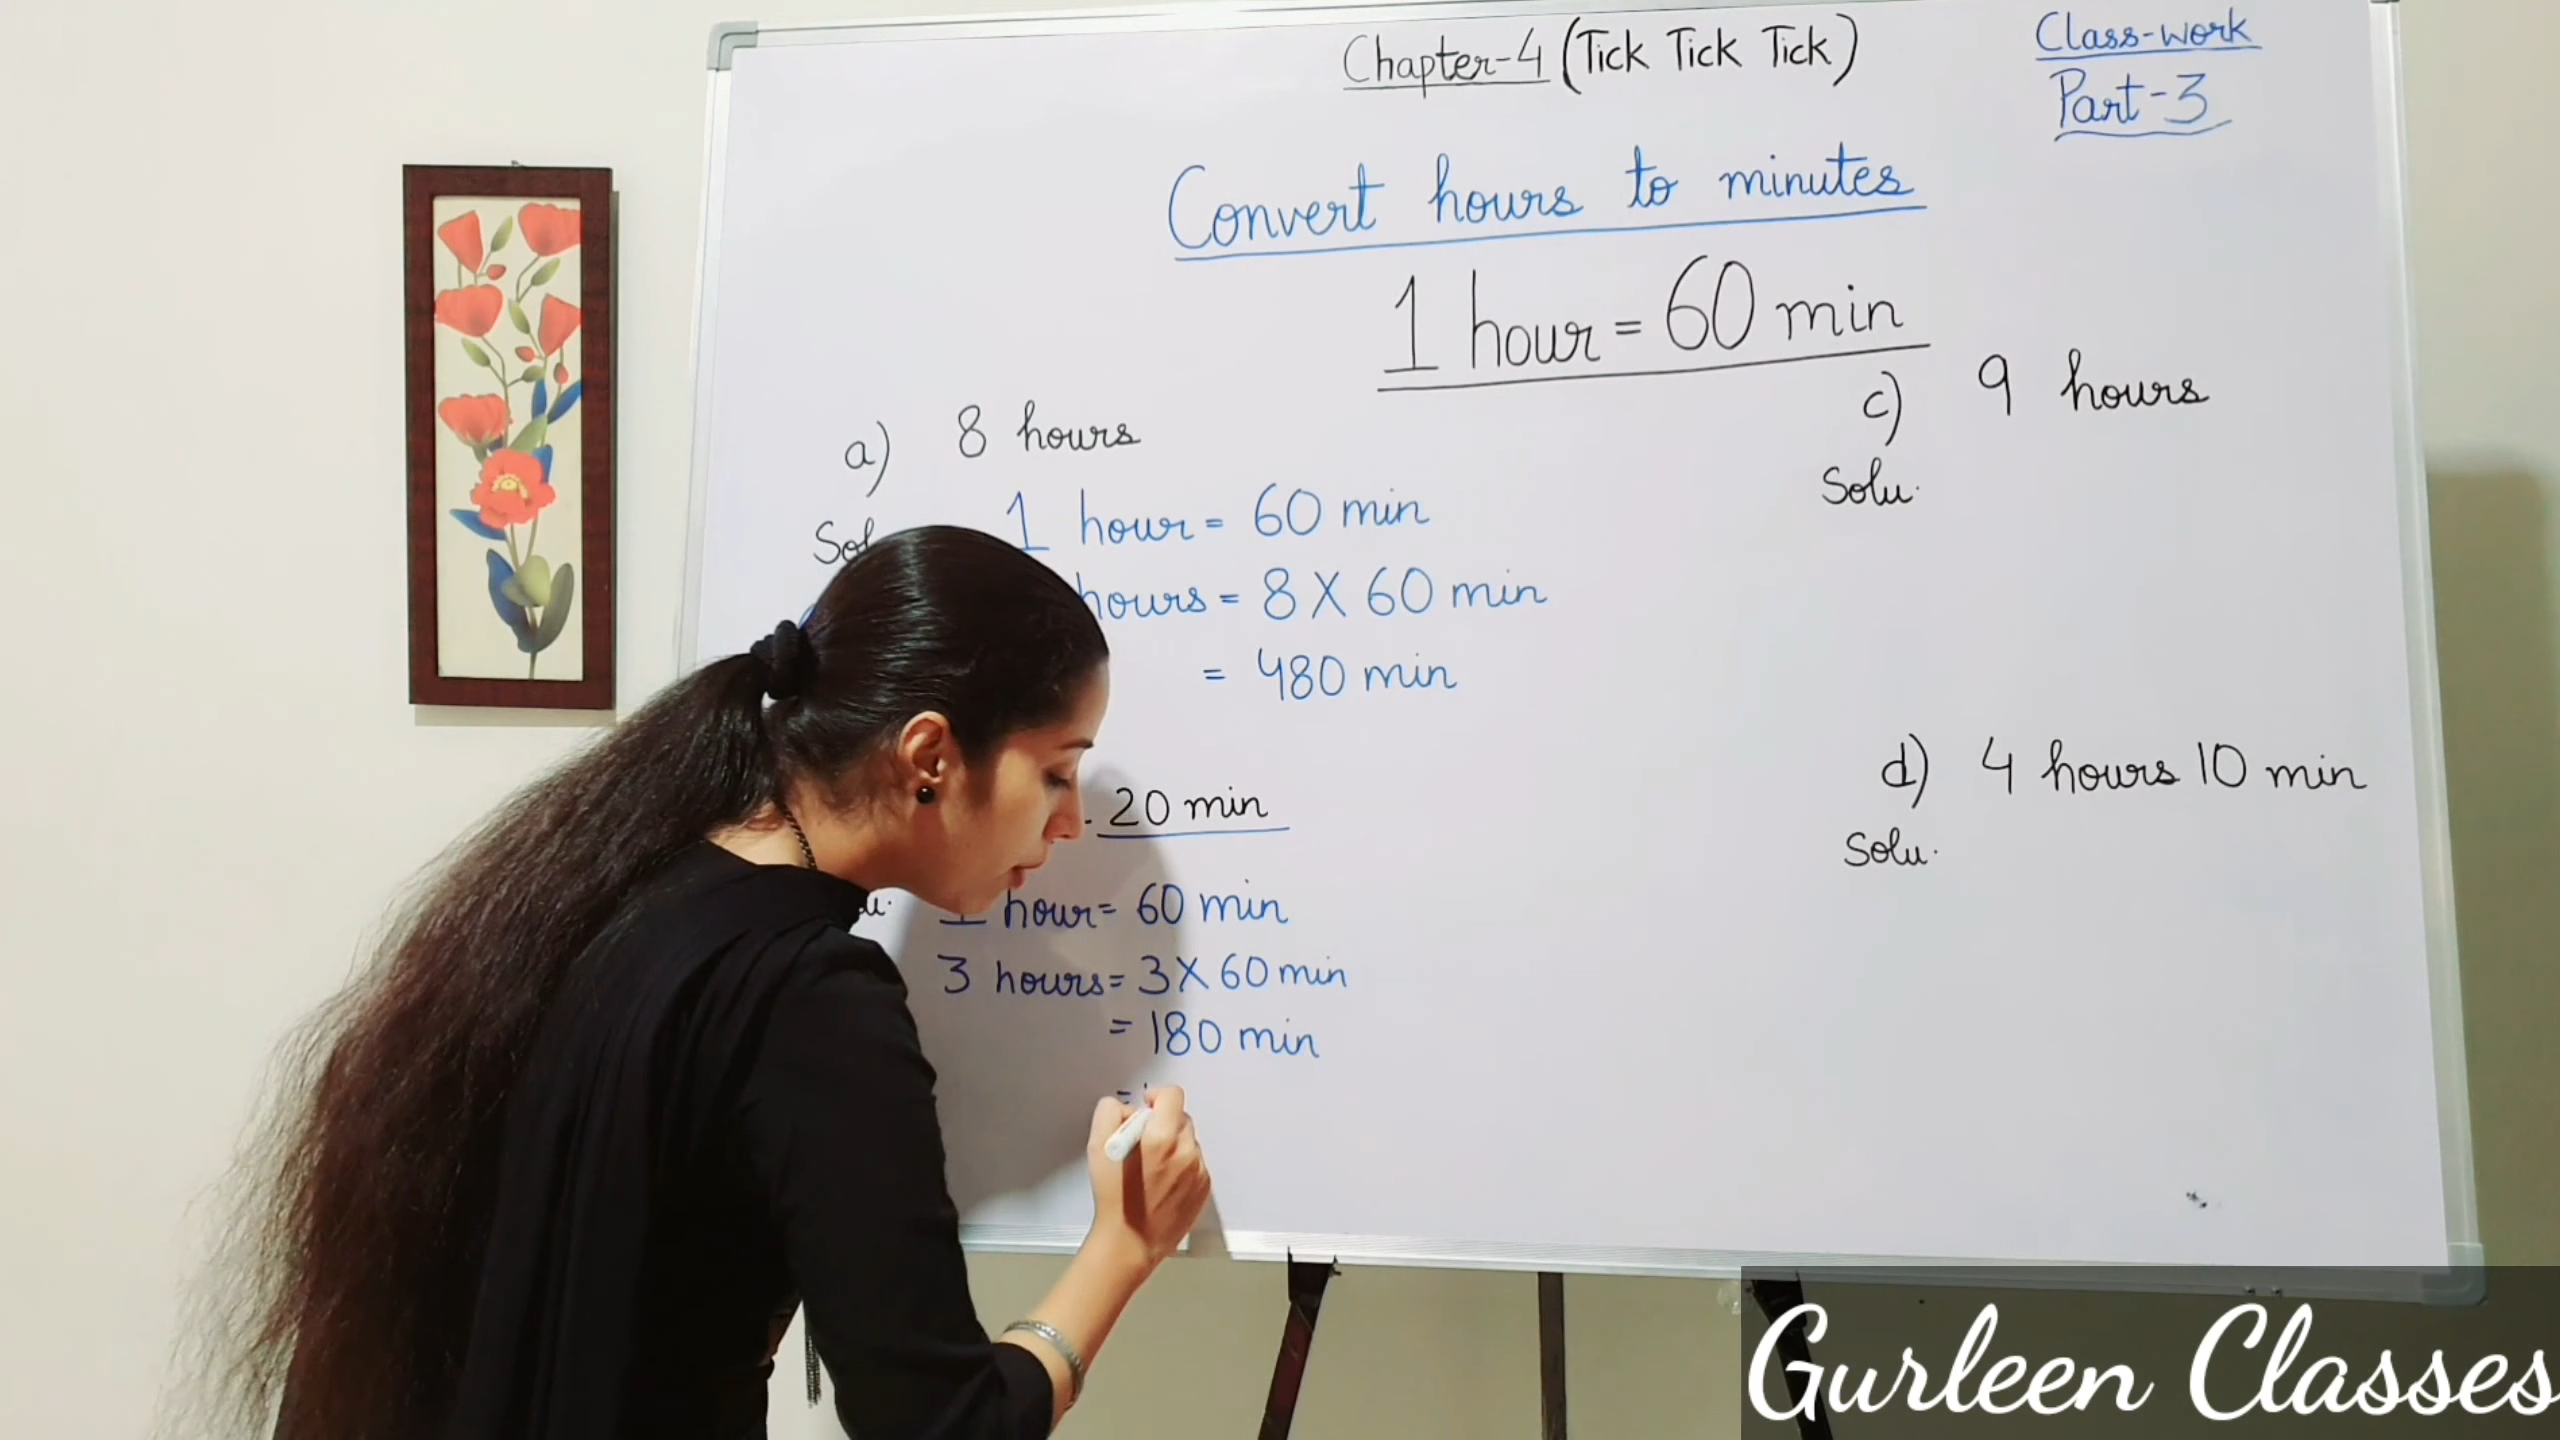 Chapter-4 (Tick Tick Tick)
Class-work
Part-3
Convert hours to minutes
1 hour = 60 min
a) 8 hours
1 hour = 60 min
hours = 8 X 60 min
= 480 min
20 min
1 hour = 60 min
3 hours = 3 X 60 min
= 180 min
=
c) 9 hours
Solu.
d) 4 hours 10 min
Solu.
Gurleen Classes